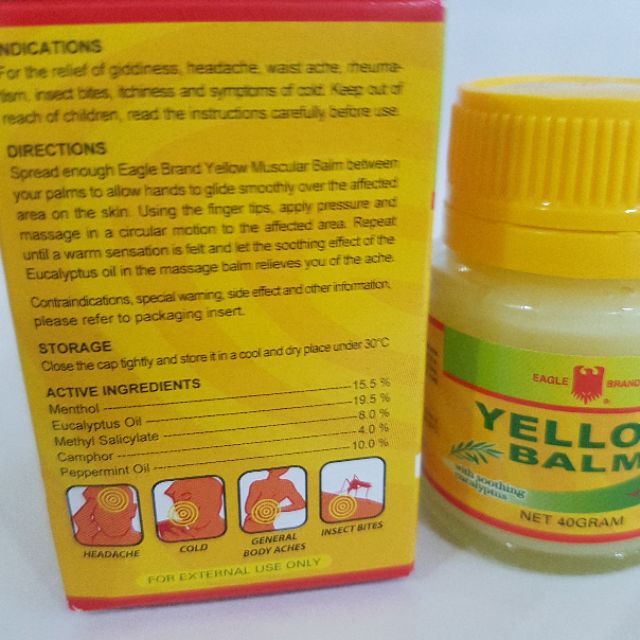 INDICATIONS
For the relief of giddiness, headache, waist ache, rheuma-
tism, insect bites, itchiness and symptoms of cold. Keep out of
reach of children, read the instructions carefully before use.
DIRECTIONS
Spread enough Eagle Brand Yellow Muscular Balm between
your palms to allow hands to glide smoothly over the affected
area on the skin. Using the finger tips, apply pressure and
massage in a circular motion to the affected area. Repeat
until a warm sensation is felt and let the soothing effect of the
Eucalyptus oil in the massage balm relieves you of the ache.
Contraindications, special warning, side effect and other information,
please refer to packaging insert.
STORAGE
Close the cap tightly and store it in a cool and dry place under 30°C
ACTIVE INGREDIENTS
Menthol 15.5 %
Eucalyptus Oil 19.5 %
Methyl Salicylate 8.0 %
Camphor 4.0 %
Peppermint Oil 10.0 %
HEADACHE
COLD
GENERAL
BODY ACHES
INSECT BITES
FOR EXTERNAL USE ONLY
EAGLE BRAND
YELLO
BALM
with soothing
eucalyptus
NET 40GRAM